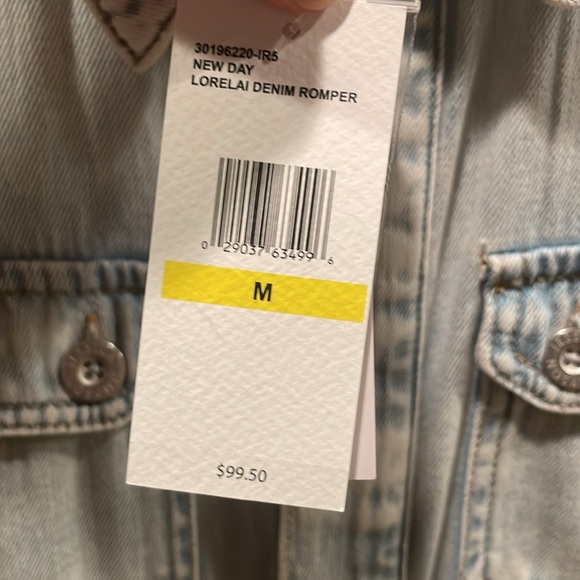 30196220-IR5
NEW DAY
LORELAI DENIM ROMPER
0 29037 63499 6
M
$99.50